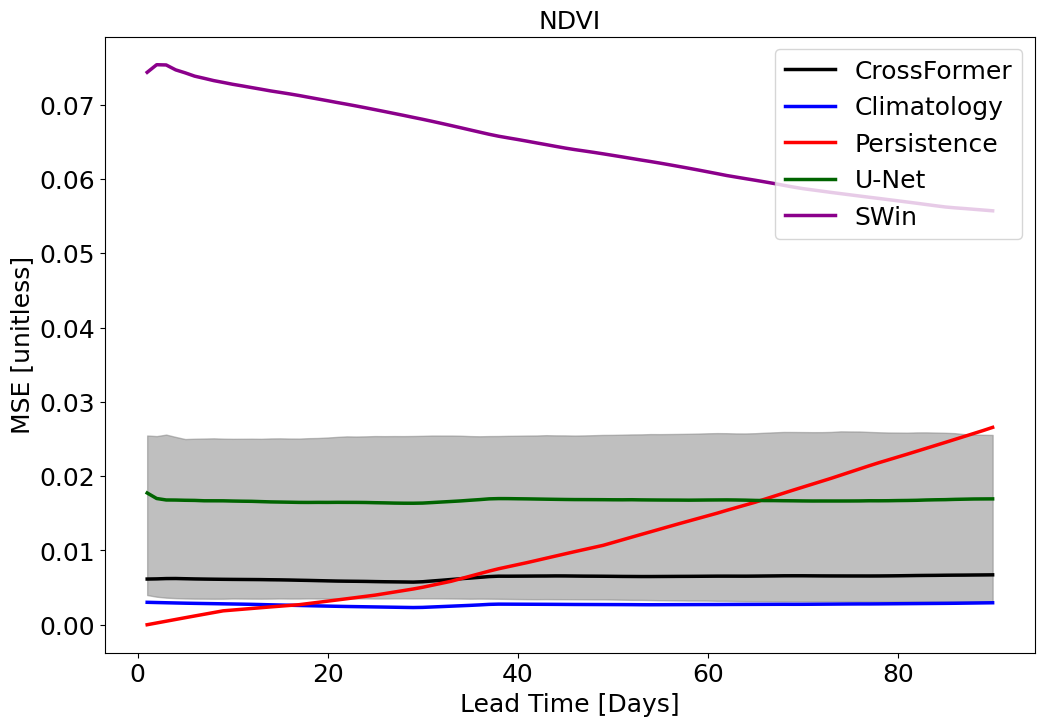 NDVI
MSE [unitless]
0.07
0.06
0.05
0.04
0.03
0.02
0.01
0.00
CrossFormer
Climatology
Persistence
U-Net
SWin
0 20 40 60 80
Lead Time [Days]